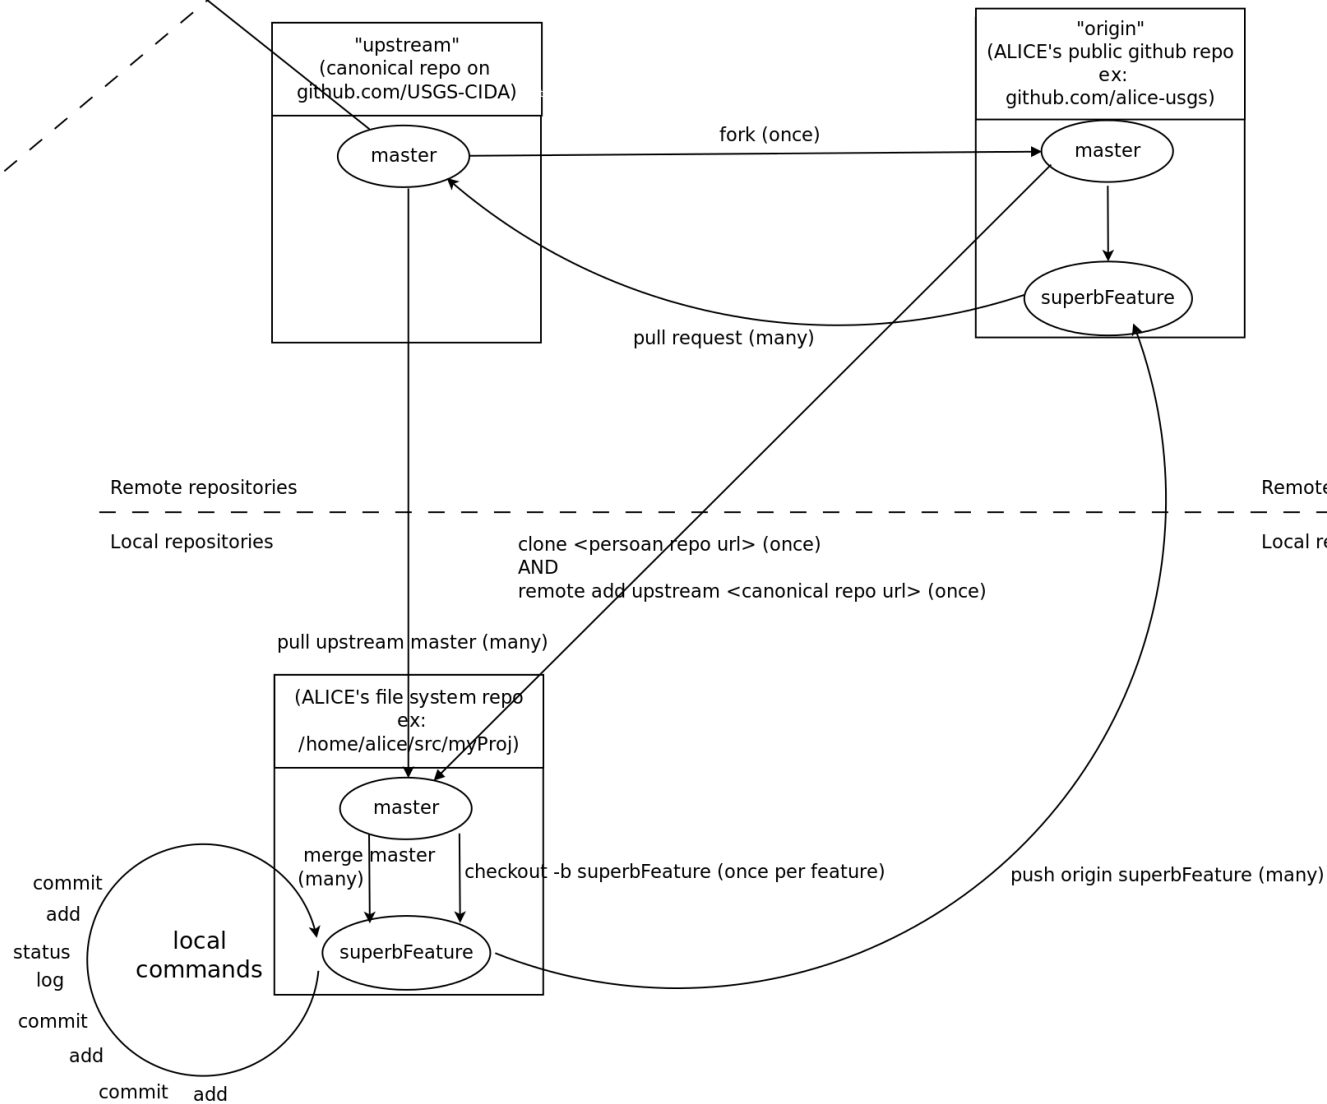 "upstream"
(canonical repo on
github.com/USGS-CIDA)
"origin"
(ALICE's public github repo
ex:
github.com/alice-usgs)
master
fork (once)
master
superbFeature
pull request (many)
Remote repositories
Remote
Local repositories
Local re
clone <persoan repo url> (once)
AND
remote add upstream <canonical repo url> (once)
pull upstream master (many)
(ALICE's file system repo
ex:
/home/alice/src/myProj)
master
merge master
(many)
checkout -b superbFeature (once per feature)
push origin superbFeature (many)
superbFeature
local
commands
commit
add
status
log
commit
add
commit
add